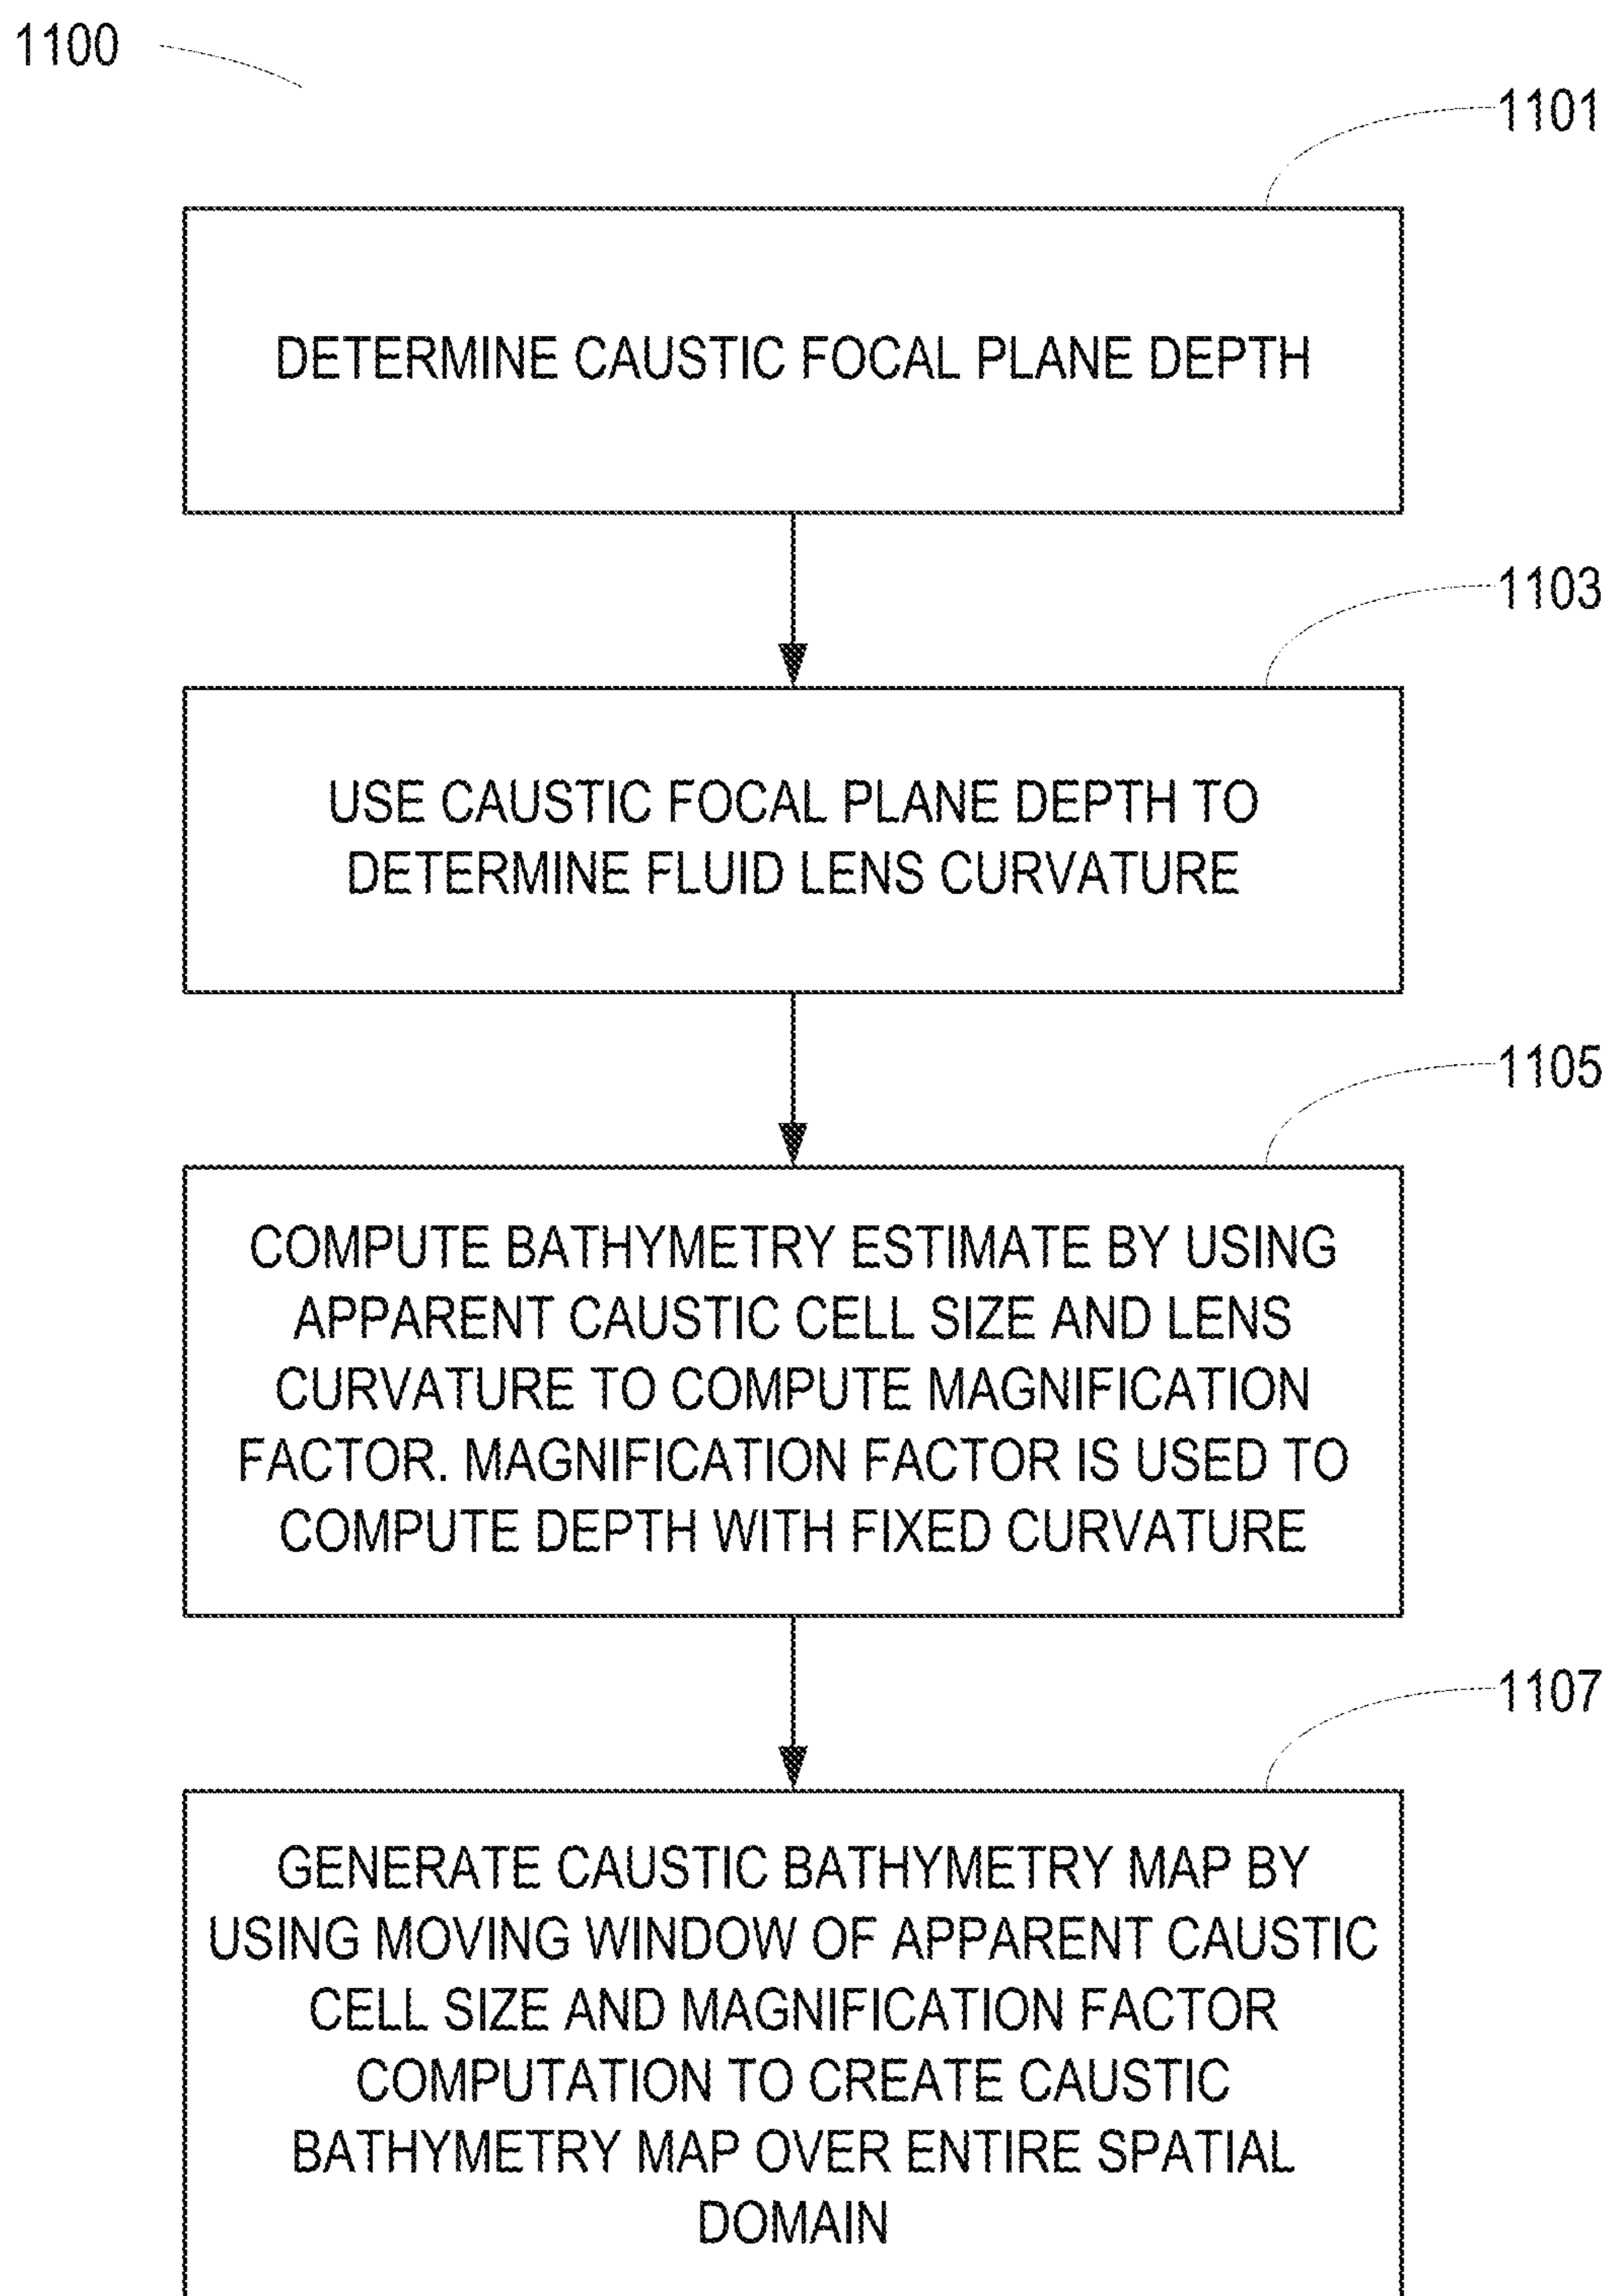 1100
1101
DETERMINE CAUSTIC FOCAL PLANE DEPTH
1103
USE CAUSTIC FOCAL PLANE DEPTH TO
DETERMINE FLUID LENS CURVATURE
1105
COMPUTE BATHYMETRY ESTIMATE BY USING
APPARENT CAUSTIC CELL SIZE AND LENS
CURVATURE TO COMPUTE MAGNIFICATION
FACTOR. MAGNIFICATION FACTOR IS USED TO
COMPUTE DEPTH WITH FIXED CURVATURE
1107
GENERATE CAUSTIC BATHYMETRY MAP BY
USING MOVING WINDOW OF APPARENT CAUSTIC
CELL SIZE AND MAGNIFICATION FACTOR
COMPUTATION TO CREATE CAUSTIC
BATHYMETRY MAP OVER ENTIRE SPATIAL
DOMAIN